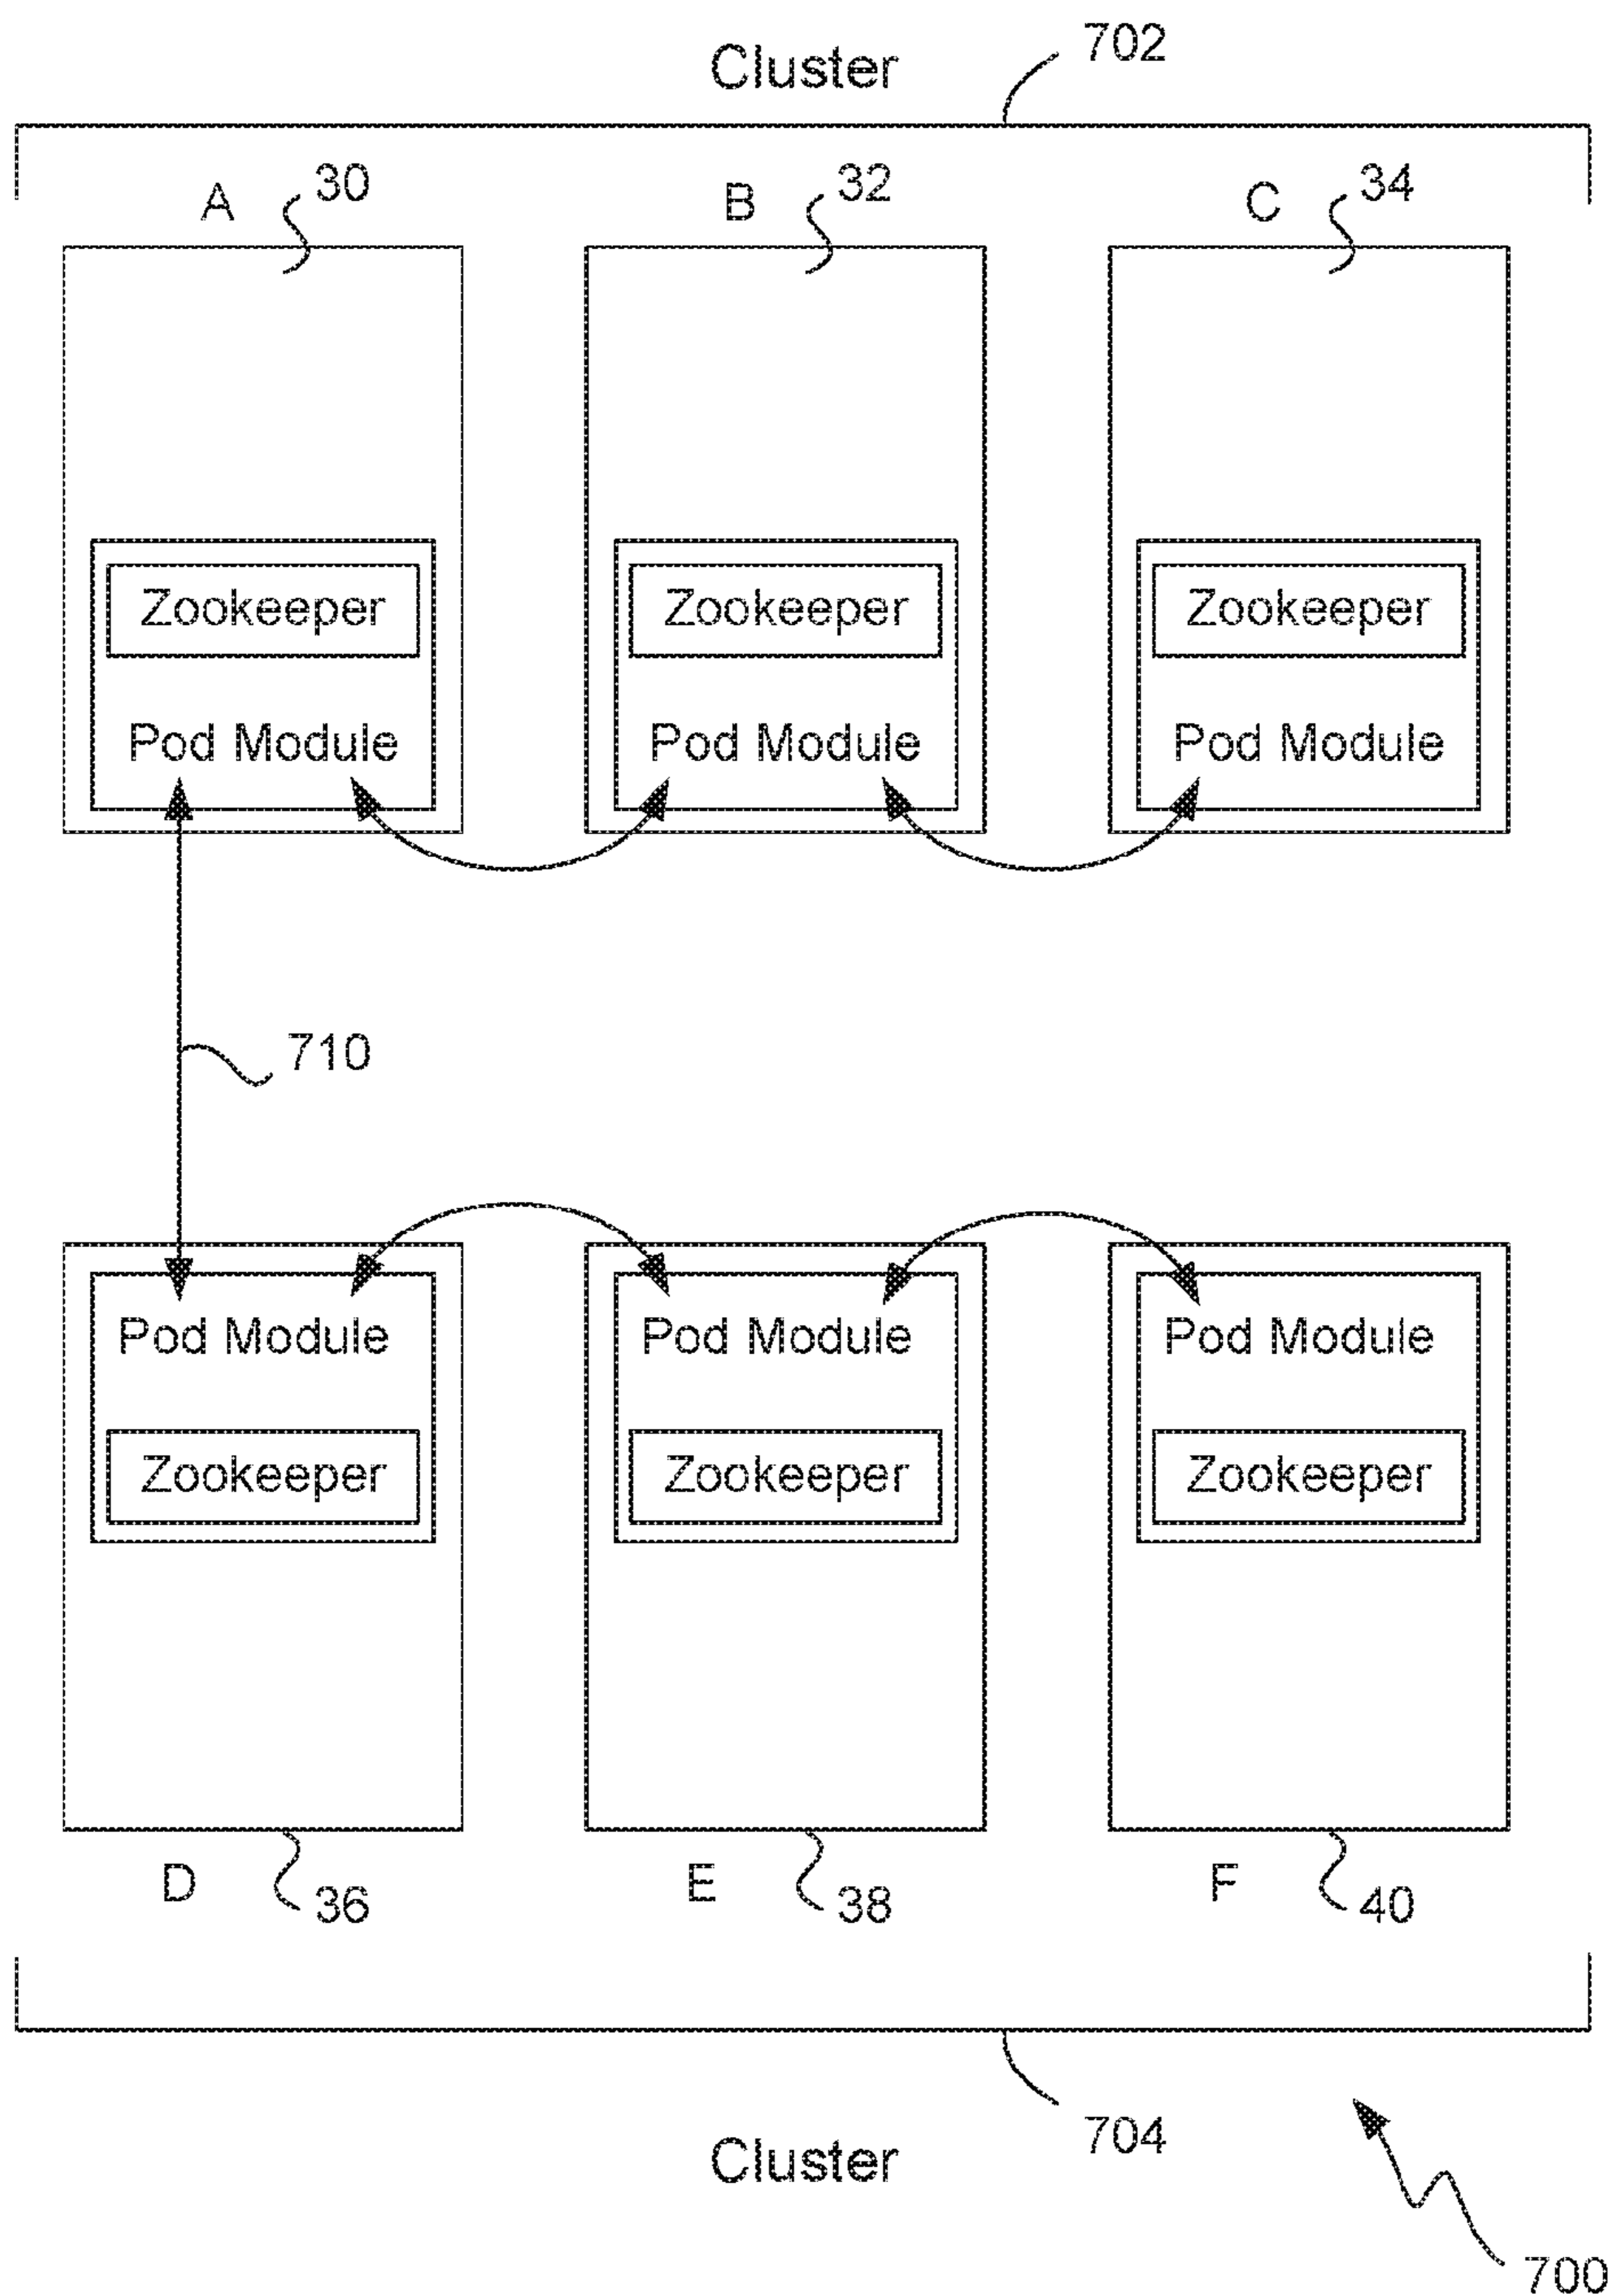 Cluster 702
A 30 B 32 C 34
Zookeeper Zookeeper Zookeeper
Pod Module Pod Module Pod Module
710
Pod Module Pod Module Pod Module
Zookeeper Zookeeper Zookeeper
D 36 E 38 F 40
Cluster 704
700